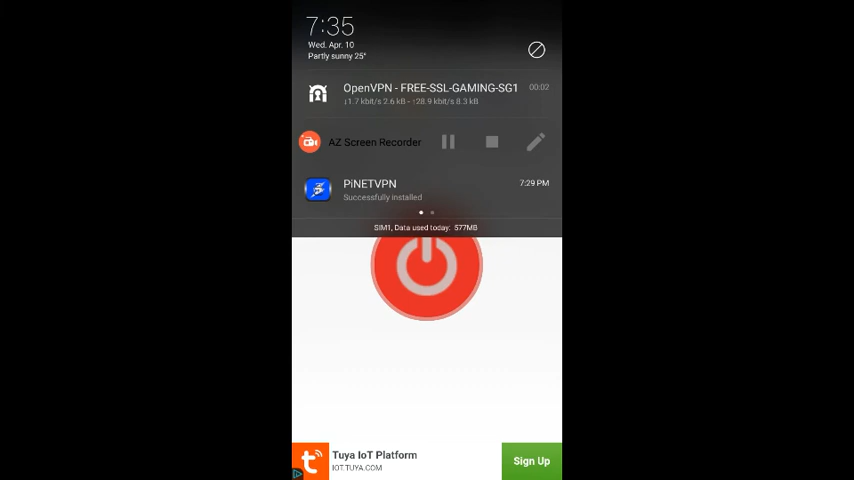 7:35
Wed. Apr. 10
Partly sunny 25°
OpenVPN - FREE-SSL-GAMING-SG1 00:02
↓1.7 kbit/s 2.6 kB - ↑28.9 kbit/s 8.3 kB
AZ Screen Recorder
PiNETVPN 7:29 PM
Successfully installed
SIM1, Data used today: 577MB
Tuya IoT Platform
IOT.TUYA.COM
Sign Up